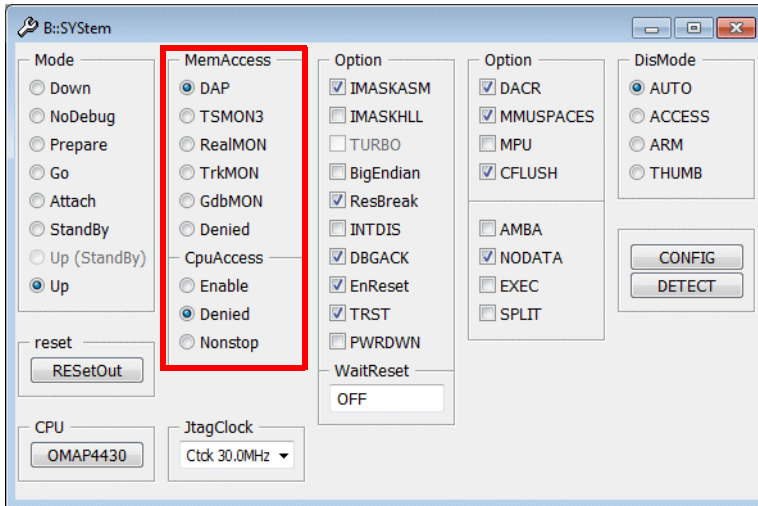 B::SYStem
Mode
Down
NoDebug
Prepare
Go
Attach
StandBy
Up (StandBy)
Up
reset
RESetOut
CPU
OMAP4430
MemAccess
DAP
TSMON3
RealMON
TrkMON
GdbMON
Denied
CpuAccess
Enable
Denied
Nonstop
JtagClock
Ctck 30.0MHz
Option
IMASKASM
IMASKHLL
TURBO
BigEndian
ResBreak
INTDIS
DBGACK
EnReset
TRST
PWRDWN
WaitReset
OFF
Option
DACR
MMUSPACES
MPU
CFLUSH
AMBA
NODATA
EXEC
SPLIT
DisMode
AUTO
ACCESS
ARM
THUMB
CONFIG
DETECT